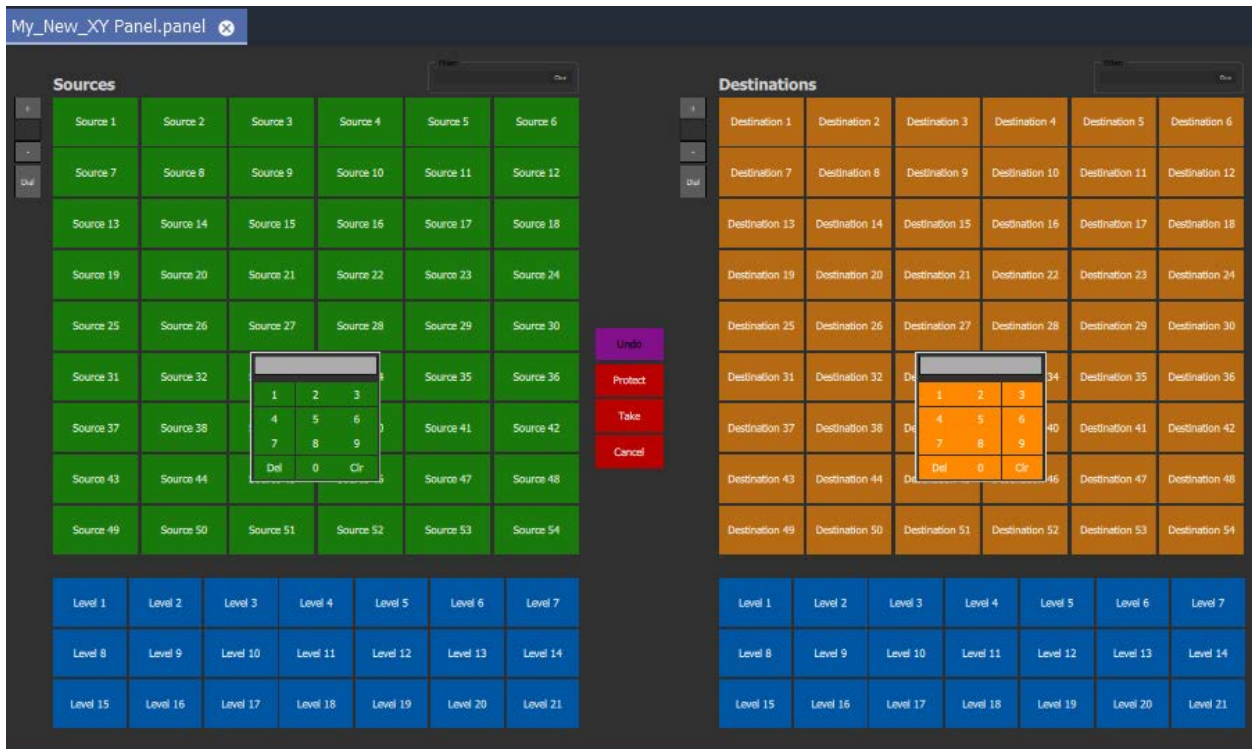 My_New_XY Panel.panel
Filter
Filter
Sources
Clear
Destinations
Clear
+
Source 1 Source 2 Source 3 Source 4 Source 5 Source 6
+
Destination 1 Destination 2 Destination 3 Destination 4 Destination 5 Destination 6
-
-
Dial
Source 7 Source 8 Source 9 Source 10 Source 11 Source 12
Dial
Destination 7 Destination 8 Destination 9 Destination 10 Destination 11 Destination 12
Source 13 Source 14 Source 15 Source 16 Source 17 Source 18
Destination 13 Destination 14 Destination 15 Destination 16 Destination 17 Destination 18
Source 19 Source 20 Source 21 Source 22 Source 23 Source 24
Destination 19 Destination 20 Destination 21 Destination 22 Destination 23 Destination 24
Source 25 Source 26 Source 27 Source 28 Source 29 Source 30
Destination 25 Destination 26 Destination 27 Destination 28 Destination 29 Destination 30
Undo
Source 31 Source 32 Source 35 Source 36
Protect
Destination 31 Destination 32 De 34 Destination 35 Destination 36
1 2 3
1 2 3
Source 37 Source 38 Source 41 Source 42
Take
Destination 37 Destination 38 De 40 Destination 41 Destination 42
4 5 6
4 5 6
7 8 9
7 8 9
Cancel
Source 43 Source 44 Source 47 Source 48
Destination 43 Destination 44 De 46 Destination 47 Destination 48
Del 0 Clr
Del 0 Clr
Source 49 Source 50 Source 51 Source 52 Source 53 Source 54
Destination 49 Destination 50 Destination 51 Destination 52 Destination 53 Destination 54
Level 1 Level 2 Level 3 Level 4 Level 5 Level 6 Level 7
Level 1 Level 2 Level 3 Level 4 Level 5 Level 6 Level 7
Level 8 Level 9 Level 10 Level 11 Level 12 Level 13 Level 14
Level 8 Level 9 Level 10 Level 11 Level 12 Level 13 Level 14
Level 15 Level 16 Level 17 Level 18 Level 19 Level 20 Level 21
Level 15 Level 16 Level 17 Level 18 Level 19 Level 20 Level 21